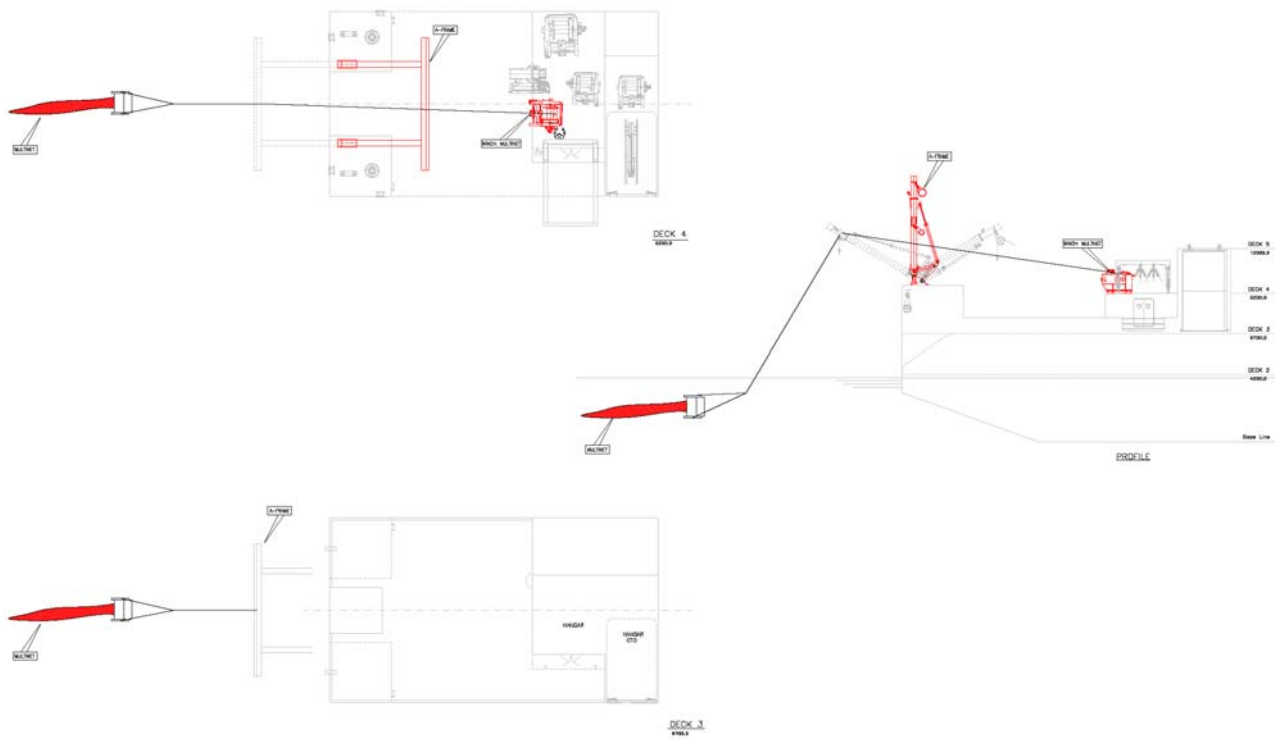 A-FRAME
MULTINET
WINCH MULTINET
DECK 4
A-FRAME
WINCH MULTINET
DECK 5
DECK 4
DECK 3
DECK 2
Base Line
MULTINET
PROFILE
A-FRAME
MULTINET
HANGAR
HANGAR
CTD
DECK 3